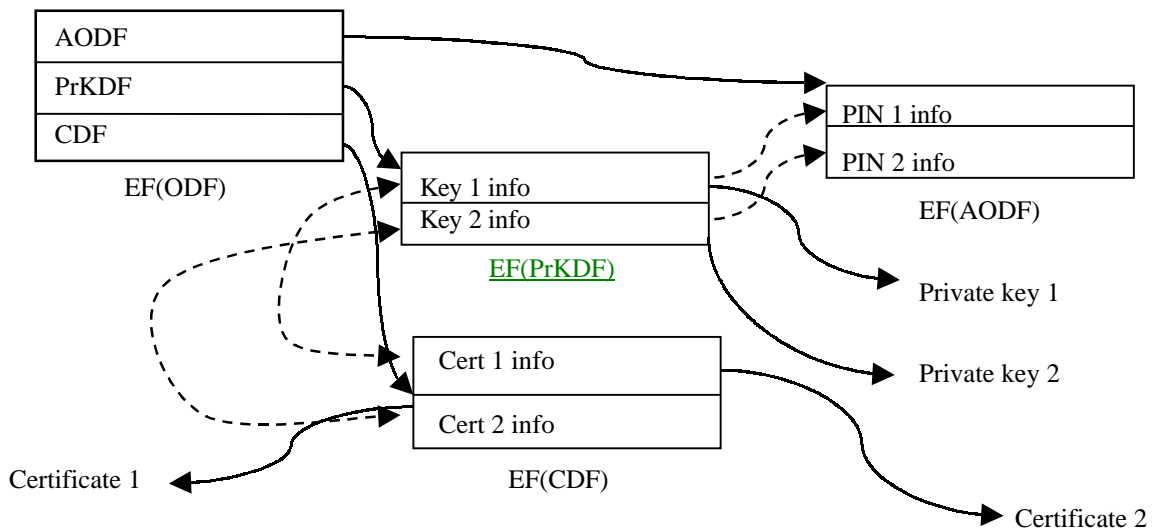 AODF
PrKDF
CDF
EF(ODF)
PIN 1 info
PIN 2 info
EF(AODF)
Key 1 info
Key 2 info
EF(PrKDF)
Private key 1
Private key 2
Cert 1 info
Cert 2 info
EF(CDF)
Certificate 1
Certificate 2